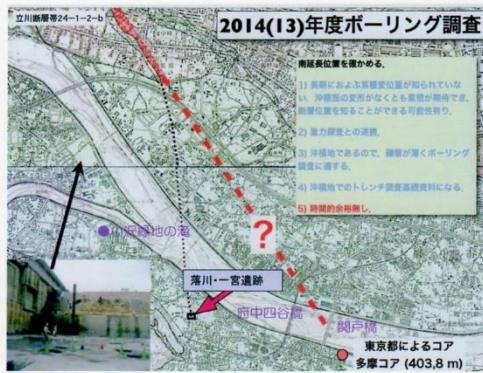 立川断層帯24-1-2-b
2014(13)年度ボーリング調査
南延長位置を確かめる．
1) 長期における累積変位量が知られていな
い．沖積面の変形がなくとも累積が期待でき，
断層位置を知ることができる可能性有り．
2) 重力探査との連携．
3) 沖積地であるので，礫層が薄くボーリング
調査に適する．
4) 沖積地でのトレンチ調査基礎資料になる．
5) 時間的余裕無し．
?
落川・一宮遺跡
府中四谷橋
関戸橋
東京都によるコア
多摩コア (403,8 m)